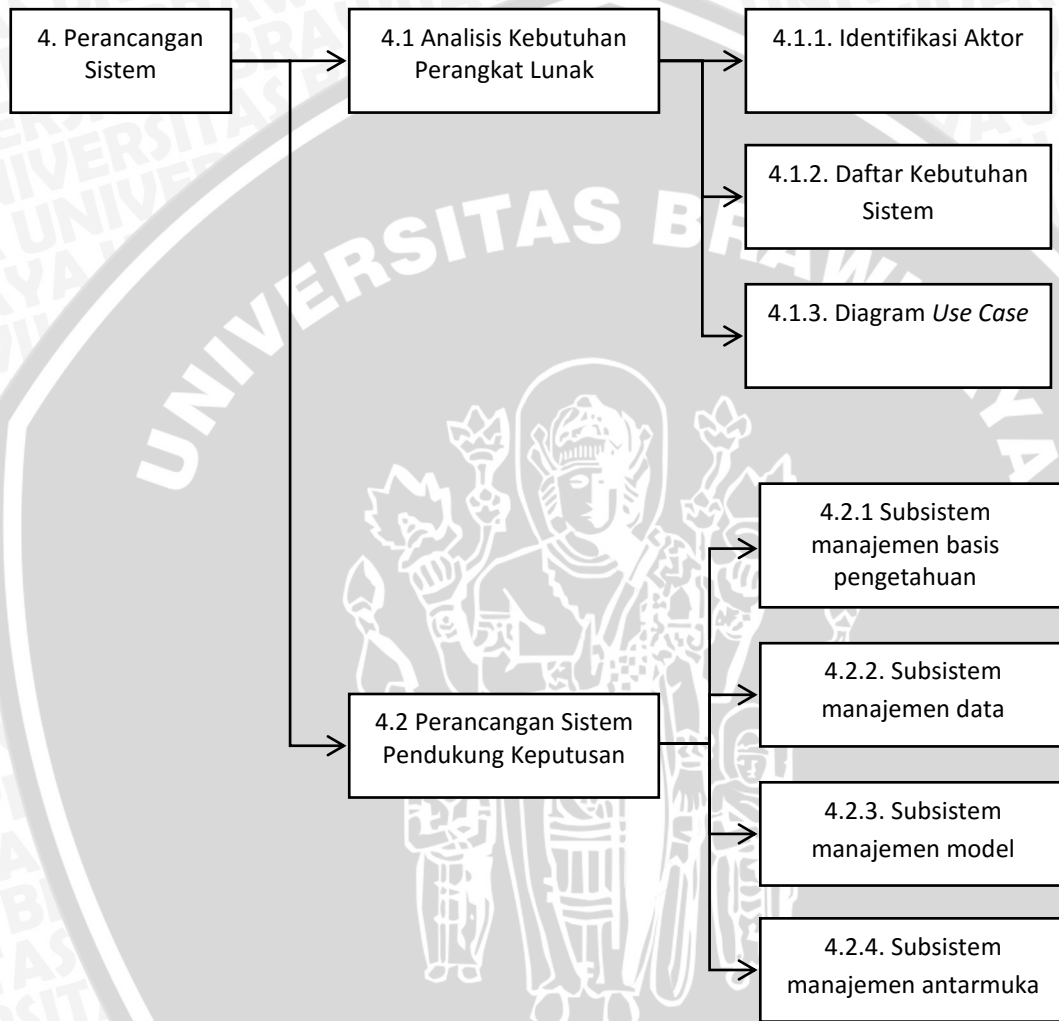 4. Perancangan
Sistem
4.1 Analisis Kebutuhan
Perangkat Lunak
4.1.1. Identifikasi Aktor
4.1.2. Daftar Kebutuhan
Sistem
4.1.3. Diagram Use Case
UNIVERSITAS BRAWIJAYA
4.2 Perancangan Sistem
Pendukung Keputusan
4.2.1 Subsistem
manajemen basis
pengetahuan
4.2.2. Subsistem
manajemen data
4.2.3. Subsistem
manajemen model
4.2.4. Subsistem
manajemen antarmuka